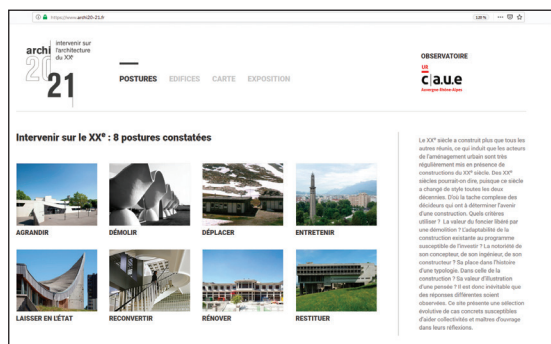 https://www.archi20-21.fr
120 %
archi
20
21
intervenir sur
l'architecture
du XXᵉ
POSTURES EDIFICES CARTE EXPOSITION
OBSERVATOIRE
UR
c|a.u.e
Auvergne-Rhône-Alpes
Intervenir sur le XXᵉ : 8 postures constatées
AGRANDIR DÉMOLIR DÉPLACER ENTRETENIR
LAISSER EN L'ÉTAT RECONVERTIR RÉNOVER RESTITUER
Le XXᵉ siècle a construit plus que tous les
autres réunis, ce qui induit que les acteurs
de l'aménagement urbain sont très
régulièrement mis en présence de
constructions du XXᵉ siècle. Des XXᵉ
siècles pourrait-on dire, puisque ce siècle
a changé de style toutes les deux
décennies. D'où la tache complexe des
décideurs qui ont à déterminer l'avenir
d'une construction. Quels critères
utiliser ? La valeur du foncier libéré par
une démolition ? L'adaptabilité de la
construction existante au programme
susceptible de l'investir ? La notoriété de
son concepteur, de son ingénieur, de son
constructeur ? Sa place dans l'histoire
d'une typologie. Dans celle de la
construction ? Sa valeur d'illustration
d'une pensée ? Il est donc inévitable que
des réponses différentes soient
observées. Ce site présente une sélection
évolutive de cas concrets susceptibles
d'aider collectivités et maîtres d'ouvrage
dans leurs réflexions.